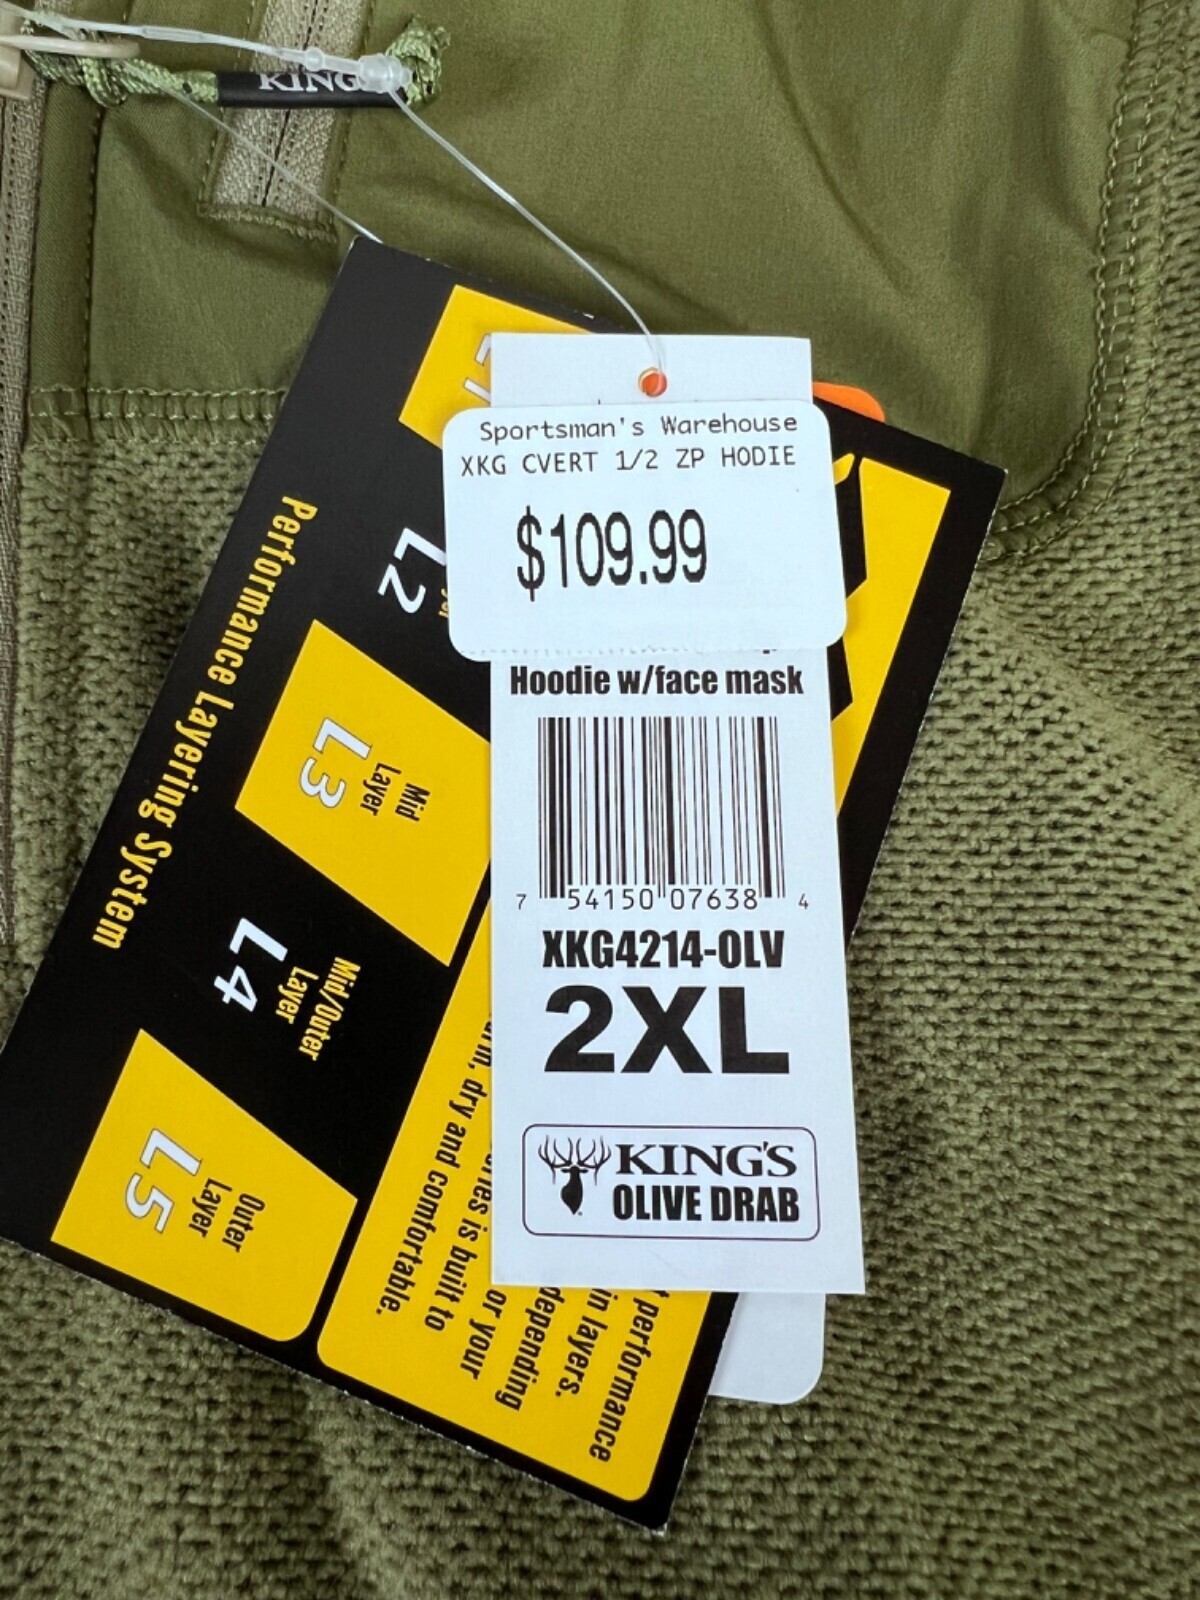 KING
Sportsman's Warehouse
XKG CVERT 1/2 ZP HODIE
$109.99
Hoodie w/face mask
7 54150 07638 4
XKG4214-OLV
2XL
KING'S
OLIVE DRAB
Performance Layering System
L2
L3
Mid
Layer
L4
Mid/Outer
Layer
L5
Outer
Layer
performance
in layers.
depending
or your
is built to
dry and comfortable.